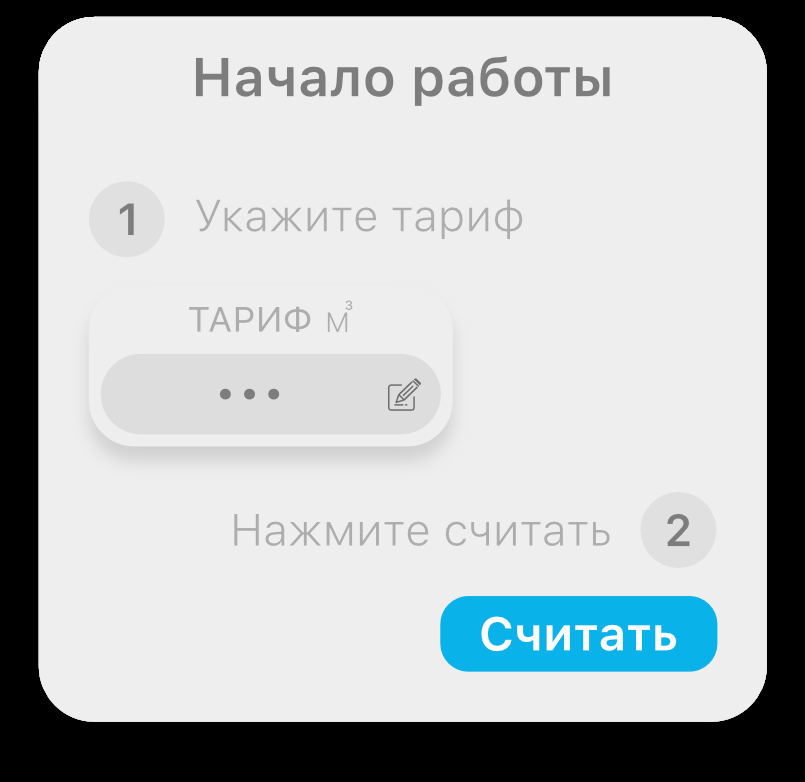 Начало работы
1 Укажите тариф
ТАРИФ м³
•••
Нажмите считать 2
Считать